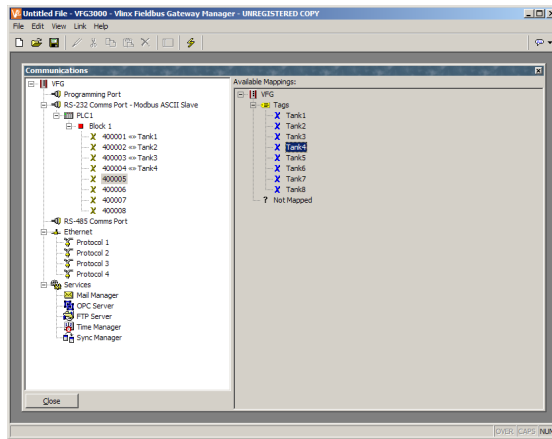 Untitled File - VFG3000 - Vlinx Fieldbus Gateway Manager - UNREGISTERED COPY
File Edit View Link Help
Communications
VFG
Programming Port
RS-232 Comms Port - Modbus ASCII Slave
PLC1
Block 1
400001 «» Tank1
400002 «» Tank2
400003 «» Tank3
400004 «» Tank4
400005
400006
400007
400008
RS-485 Comms Port
Ethernet
Protocol 1
Protocol 2
Protocol 3
Protocol 4
Services
Mail Manager
OPC Server
FTP Server
Time Manager
Sync Manager
Close
Available Mappings:
VFG
Tags
Tank1
Tank2
Tank3
Tank4
Tank5
Tank6
Tank7
Tank8
? Not Mapped
OVER CAPS NUM